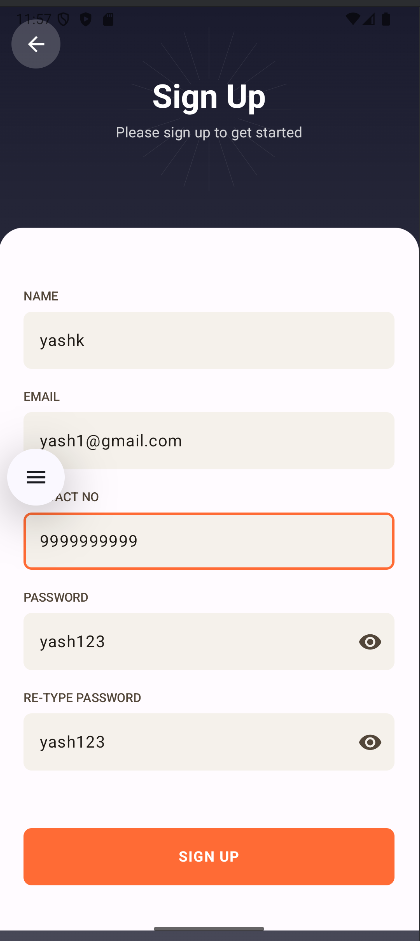 11:57
Sign Up
Please sign up to get started
NAME
yashk
EMAIL
yash1@gmail.com
ACT NO
9999999999
PASSWORD
yash123
RE-TYPE PASSWORD
yash123
SIGN UP